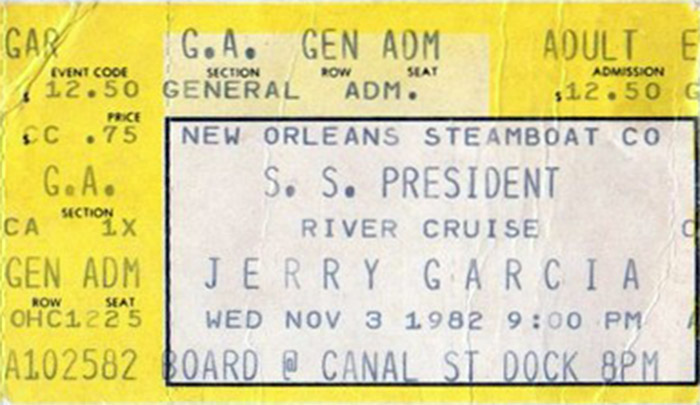 GAR G.A. GEN ADM ADULT E
EVENT CODE SECTION ROW SEAT ADMISSION
$ 12.50 GENERAL ADM. $12.50 G
PRICE
$CC .75 NEW ORLEANS STEAMBOAT CO
G.A. S. S. PRESIDENT
SECTION
CA 1X RIVER CRUISE
GEN ADM JERRY GARCIA
ROW SEAT
OHC1225 WED NOV 3 1982 9:00 PM
A102582 BOARD @ CANAL ST DOCK 8PM